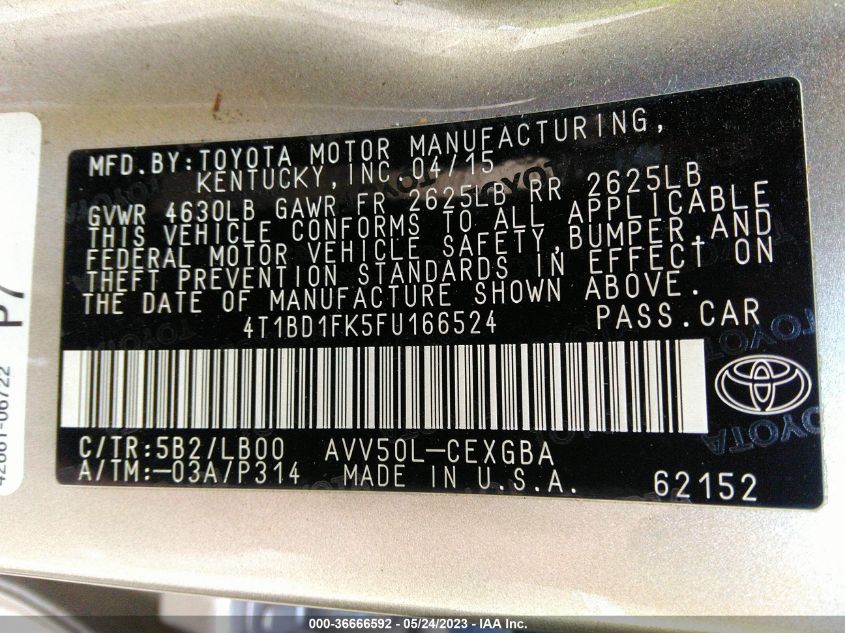 MFD.BY:TOYOTA MOTOR MANUFACTURING,
KENTUCKY,INC.04/15
GVWR 4630LB GAWR FR 2625LB RR 2625LB
THIS VEHICLE CONFORMS TO ALL APPLICABLE
FEDERAL MOTOR VEHICLE SAFETY,BUMPER,AND
THEFT PREVENTION STANDARDS IN EFFECT ON
THE DATE OF MANUFACTURE SHOWN ABOVE.
4T1BD1FK5FU166524 PASS.CAR
C/TR:5B2/LB00 AVV50L-CEXGBA
A/TM:-03A/P314 MADE IN U.S.A. 62152
P7
42661-06722
000-36666592 - 05/24/2023 - IAA Inc.